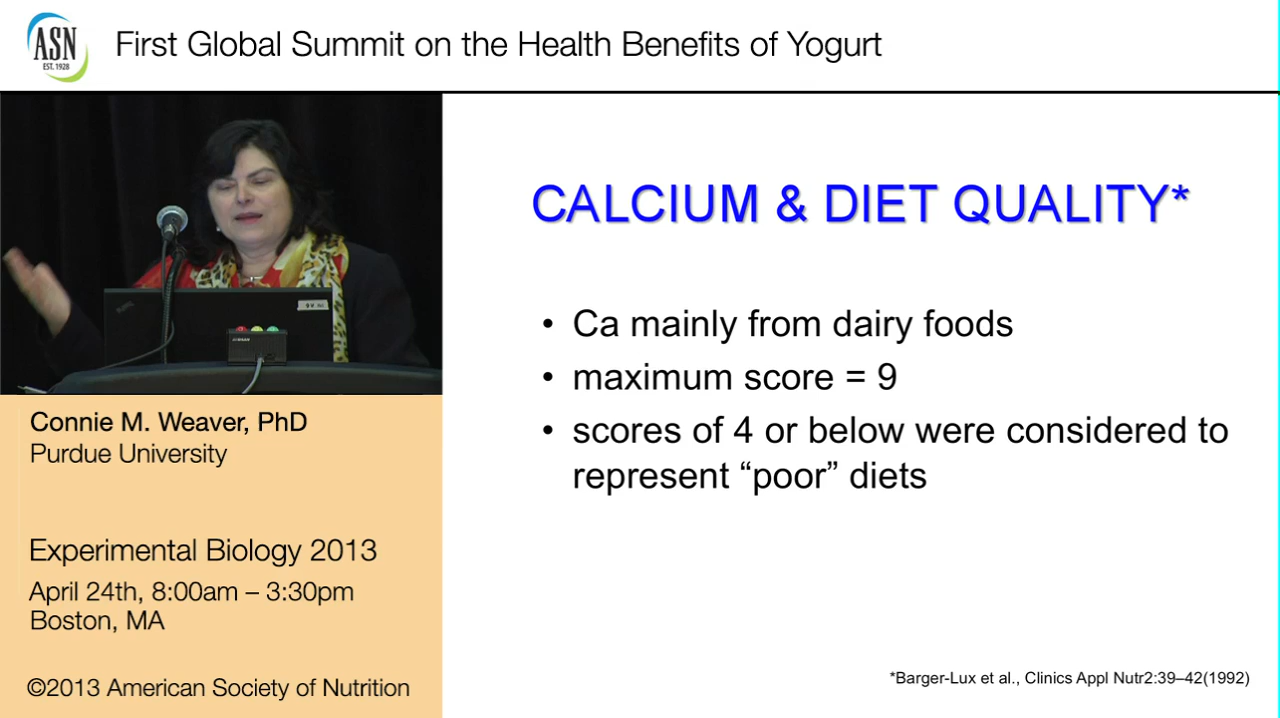 ASN
EST. 1928
First Global Summit on the Health Benefits of Yogurt
CALCIUM & DIET QUALITY*
• Ca mainly from dairy foods
• maximum score = 9
• scores of 4 or below were considered to
represent “poor” diets
Connie M. Weaver, PhD
Purdue University
Experimental Biology 2013
April 24th, 8:00am – 3:30pm
Boston, MA
©2013 American Society of Nutrition
*Barger-Lux et al., Clinics Appl Nutr2:39–42(1992)